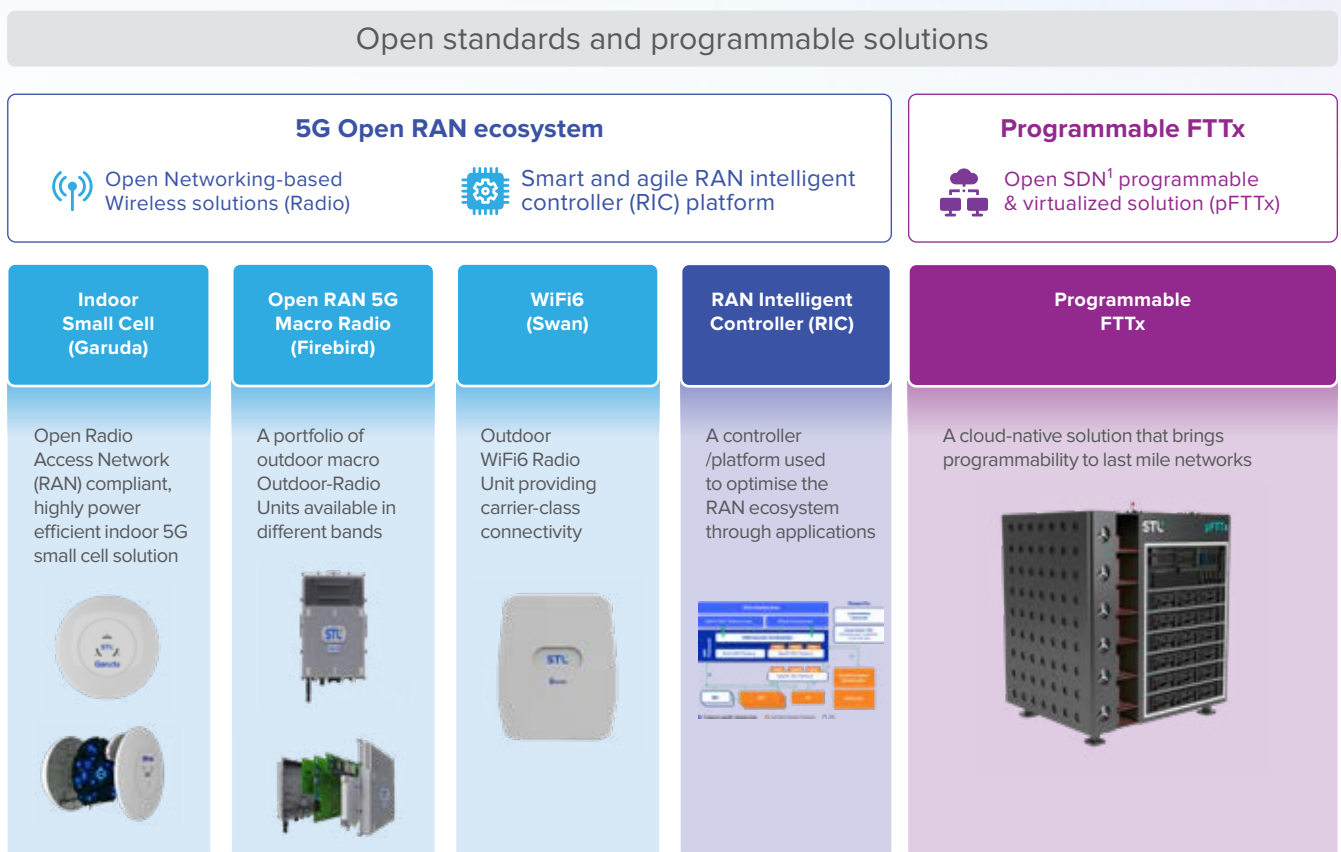 Open standards and programmable solutions
5G Open RAN ecosystem
Open Networking-based
Wireless solutions (Radio)
Smart and agile RAN intelligent
controller (RIC) platform
Programmable FTTx
Open SDN¹ programmable
& virtualized solution (pFTTx)
Indoor
Small Cell
(Garuda)
Open RAN 5G
Macro Radio
(Firebird)
WiFi6
(Swan)
RAN Intelligent
Controller (RIC)
Programmable
FTTx
Open Radio
Access Network
(RAN) compliant,
highly power
efficient indoor 5G
small cell solution
A portfolio of
outdoor macro
Outdoor-Radio
Units available in
different bands
Outdoor
WiFi6 Radio
Unit providing
carrier-class
connectivity
A controller
/platform used
to optimise the
RAN ecosystem
through applications
A cloud-native solution that brings
programmability to last mile networks
STL
Garuda
STL
STL
STL
pFTTx